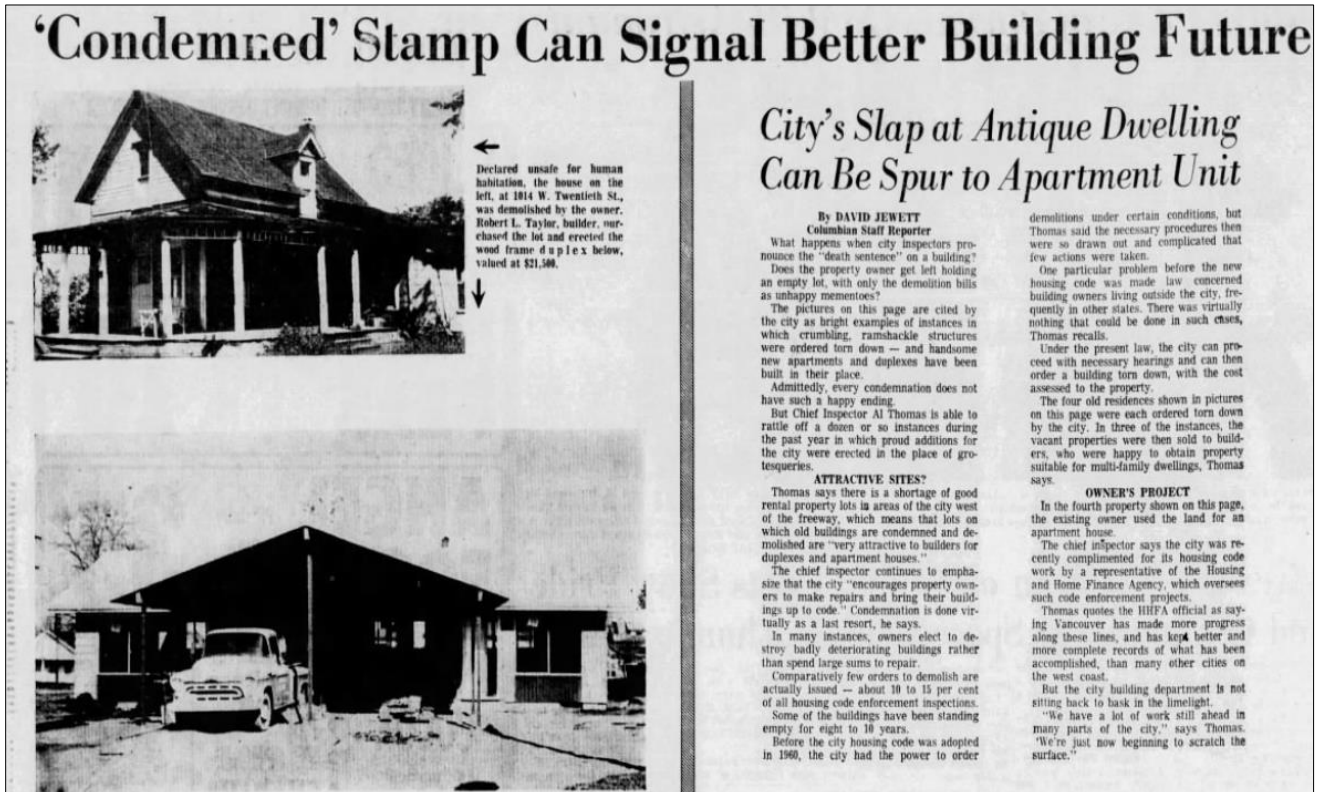 ‘Condemned’ Stamp Can Signal Better Building Future
Declared unsafe for human
habitation, the house on the
left, at 1014 W. Twentieth St.,
was demolished by the owner.
Robert L. Taylor, builder, pur-
chased the lot and erected the
wood frame duplex below,
valued at $21,500.
City’s Slap at Antique Dwelling
Can Be Spur to Apartment Unit
By DAVID JEWETT
Columbian Staff Reporter
What happens when city inspectors pro-
nounce the “death sentence” on a building?
Does the property owner get left holding
an empty lot, with only the demolition bills
as unhappy mementoes?
The pictures on this page are cited by
the city as bright examples of instances in
which crumbling, ramshackle structures
were ordered torn down — and handsome
new apartments and duplexes have been
built in their place.
Admittedly, every condemnation does not
have such a happy ending.
But Chief Inspector Al Thomas is able to
rattle off a dozen or so instances during
the past year in which proud additions for
the city were erected in the place of gro-
tesqueries.
ATTRACTIVE SITES?
Thomas says there is a shortage of good
rental property lots in areas of the city west
of the freeway, which means that lots on
which old buildings are condemned and de-
molished are “very attractive to builders for
duplexes and apartment houses.”
The chief inspector continues to empha-
size that the city “encourages property own-
ers to make repairs and bring their build-
ings up to code.” Condemnation is done vir-
tually as a last resort, he says.
In many instances, owners elect to de-
stroy badly deteriorating buildings rather
than spend large sums to repair.
Comparatively few orders to demolish are
actually issued — about 10 to 15 per cent
of all housing code enforcement inspections.
Some of the buildings have been standing
empty for eight to 10 years.
Before the city housing code was adopted
in 1960, the city had the power to order
demolitions under certain conditions, but
Thomas said the necessary procedures then
were so drawn out and complicated that
few actions were taken.
One particular problem before the new
housing code was made law concerned
building owners living outside the city, fre-
quently in other states. There was virtually
nothing that could be done in such cases,
Thomas recalls.
Under the present law, the city can pro-
ceed with necessary hearings and can then
order a building torn down, with the cost
assessed to the property.
The four old residences shown in pictures
on this page were each ordered torn down
by the city. In three of the instances, the
vacant properties were then sold to build-
ers, who were happy to obtain property
suitable for multi-family dwellings, Thomas
says.
OWNER’S PROJECT
In the fourth property shown on this page,
the existing owner used the land for an
apartment house.
The chief inspector says the city was re-
cently complimented for its housing code
work by a representative of the Housing
and Home Finance Agency, which oversees
such code enforcement projects.
Thomas quotes the HHFA official as say-
ing Vancouver has made more progress
along these lines, and has kept better and
more complete records of what has been
accomplished, than many other cities on
the west coast.
But the city building department is not
sitting back to bask in the limelight.
“We have a lot of work still ahead in
many parts of the city,” says Thomas.
“We’re just now beginning to scratch the
surface.”